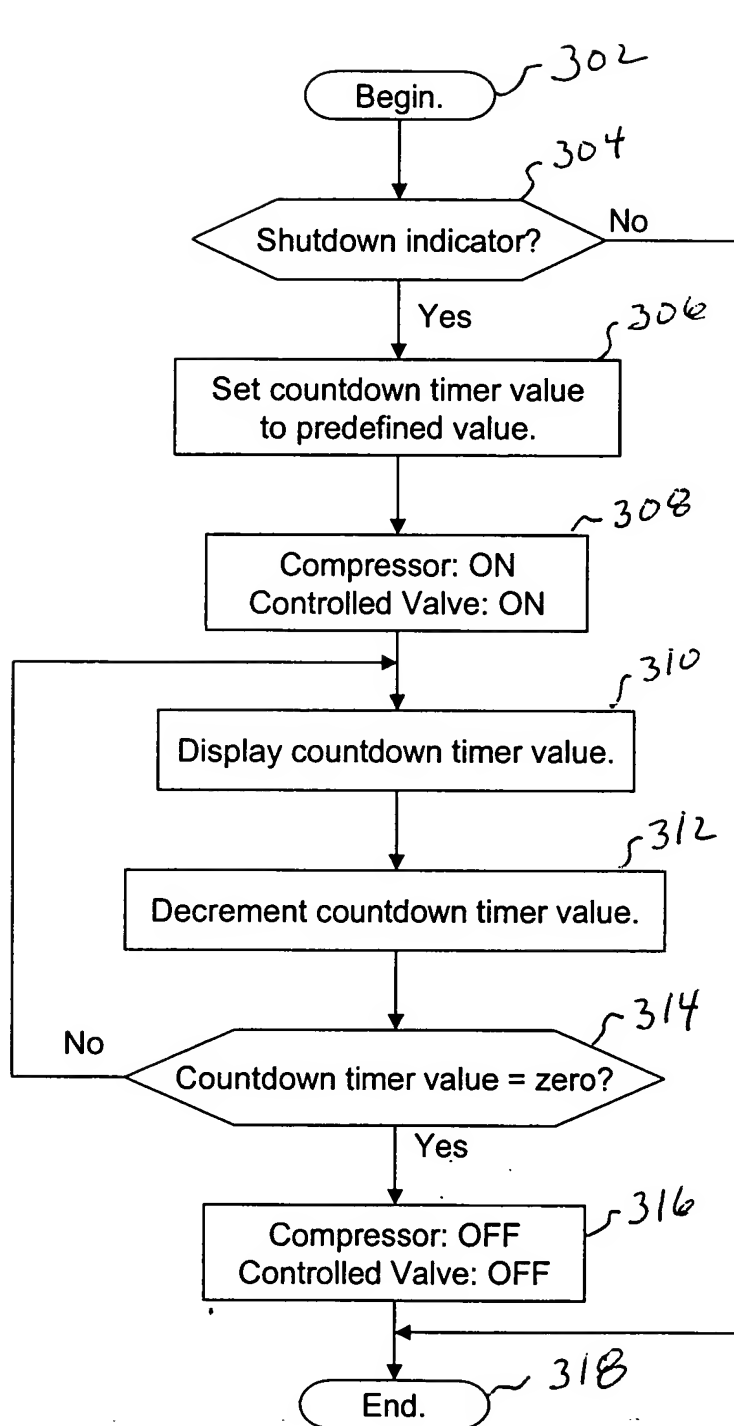 302
Begin.
304
Shutdown indicator?
No
Yes
306
Set countdown timer value
to predefined value.
308
Compressor: ON
Controlled Valve: ON
310
Display countdown timer value.
312
Decrement countdown timer value.
314
No
Countdown timer value = zero?
Yes
316
Compressor: OFF
Controlled Valve: OFF
318
End.